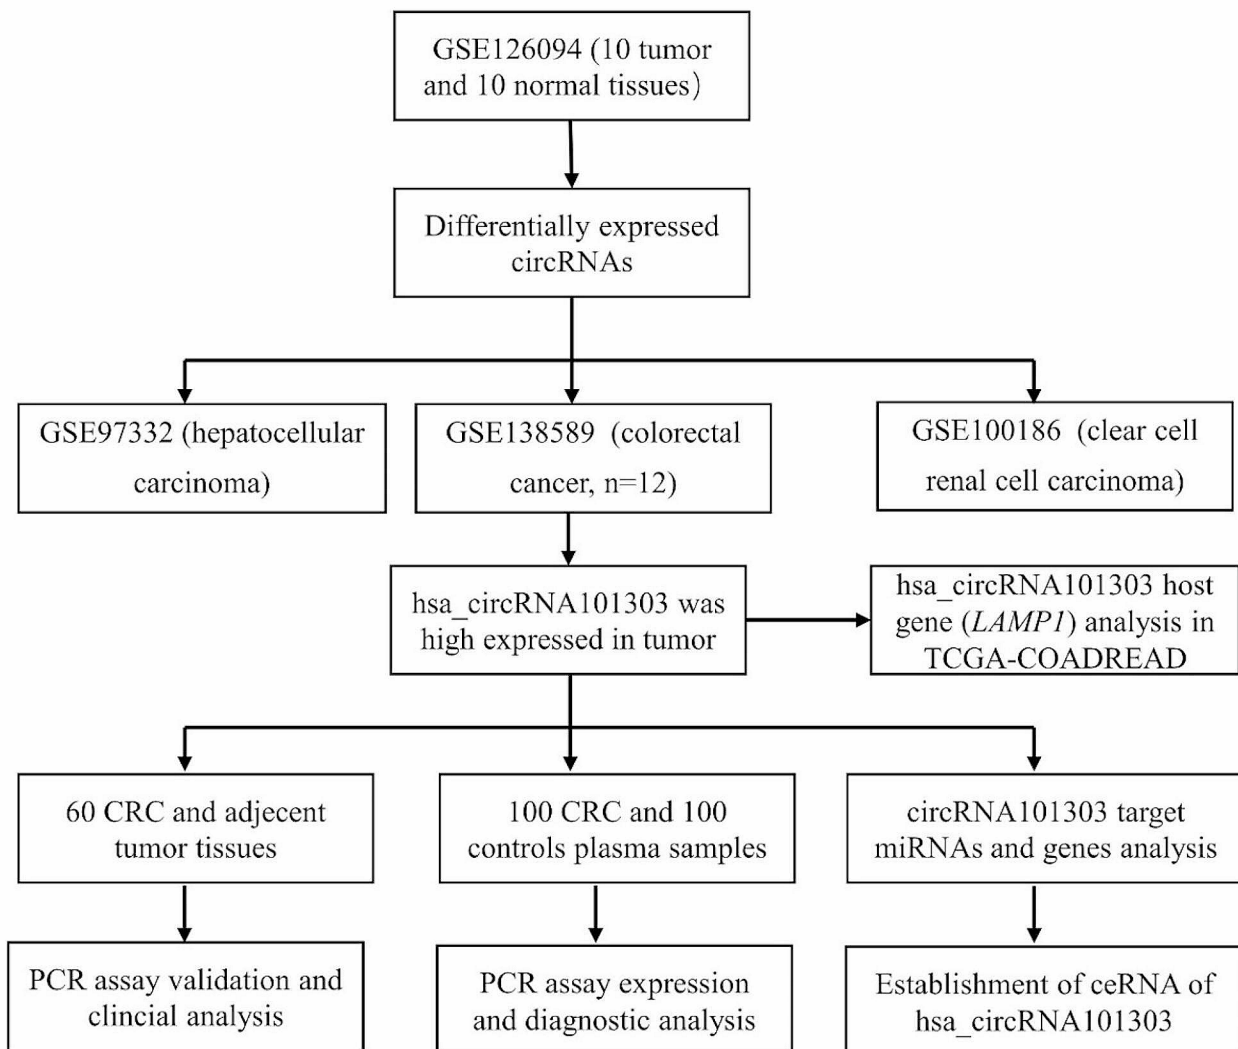 GSE126094 (10 tumor
and 10 normal tissues）
Differentially expressed
circRNAs
GSE97332 (hepatocellular
carcinoma)
GSE138589 (colorectal
cancer, n=12)
GSE100186 (clear cell
renal cell carcinoma)
hsa_circRNA101303 was
high expressed in tumor
hsa_circRNA101303 host
gene (LAMP1) analysis in
TCGA-COADREAD
60 CRC and adjecent
tumor tissues
100 CRC and 100
controls plasma samples
circRNA101303 target
miRNAs and genes analysis
PCR assay validation and
clincial analysis
PCR assay expression
and diagnostic analysis
Establishment of ceRNA of
hsa_circRNA101303